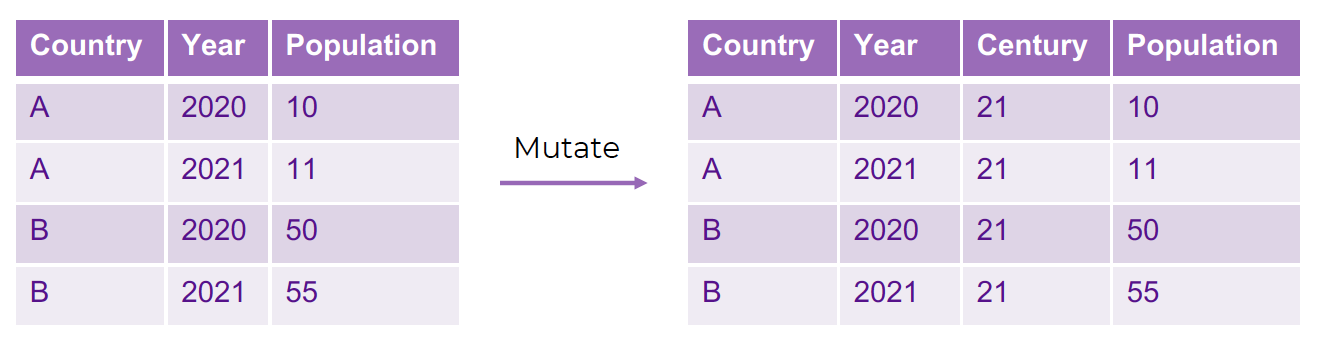 Country Year Population
A 2020 10
A 2021 11
B 2020 50
B 2021 55
Mutate
Country Year Century Population
A 2020 21 10
A 2021 21 11
B 2020 21 50
B 2021 21 55